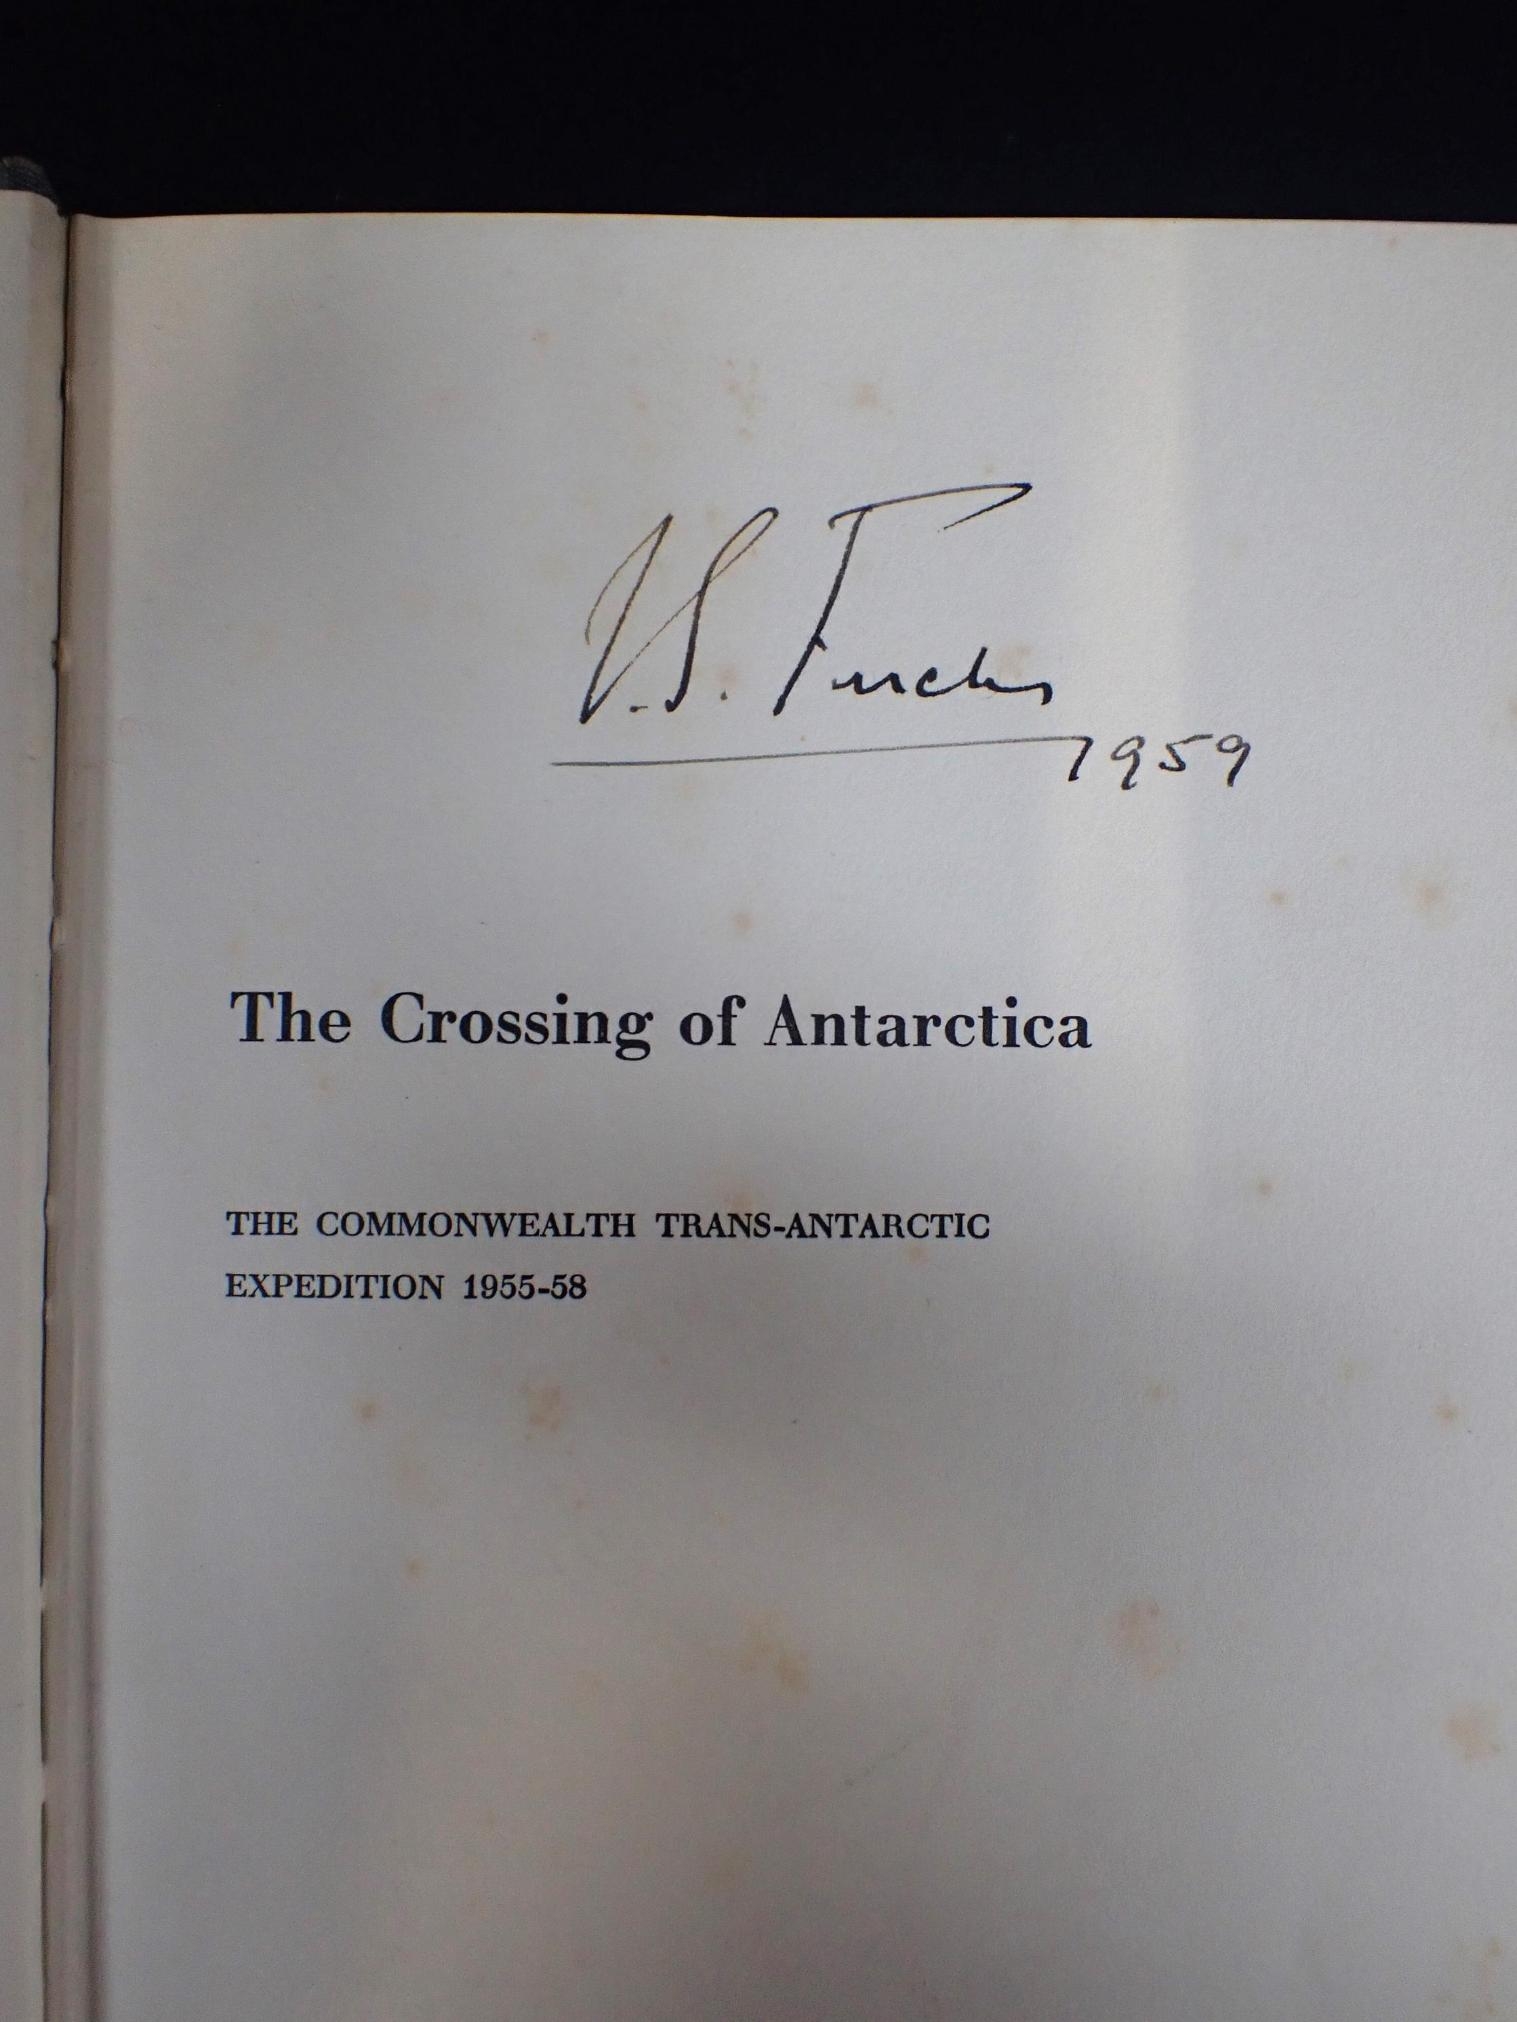 V. S. Fuchs
1959
The Crossing of Antarctica
THE COMMONWEALTH TRANS-ANTARCTIC
EXPEDITION 1955-58